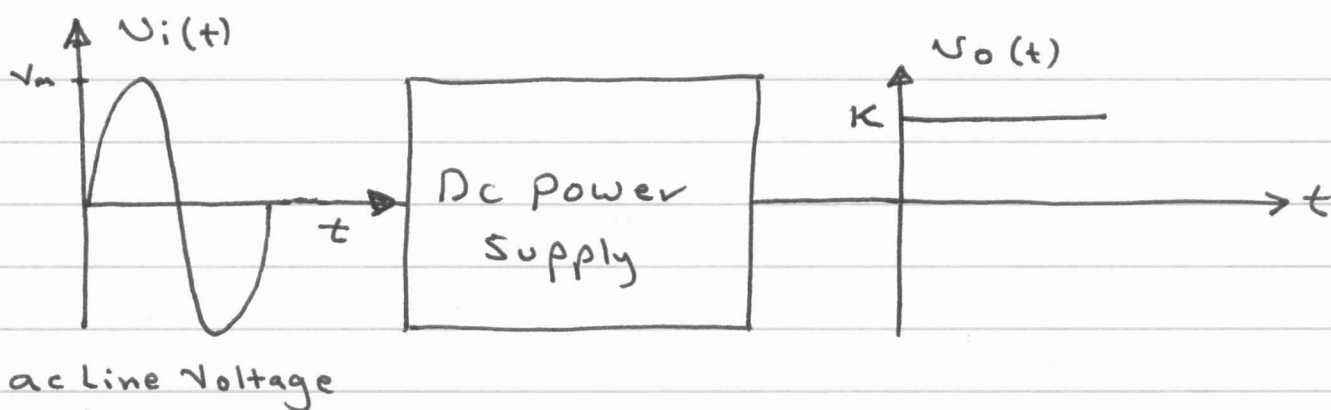 Vi(t)
Vm
t
Dc Power
Supply
Vo(t)
K
t
ac Line Voltage